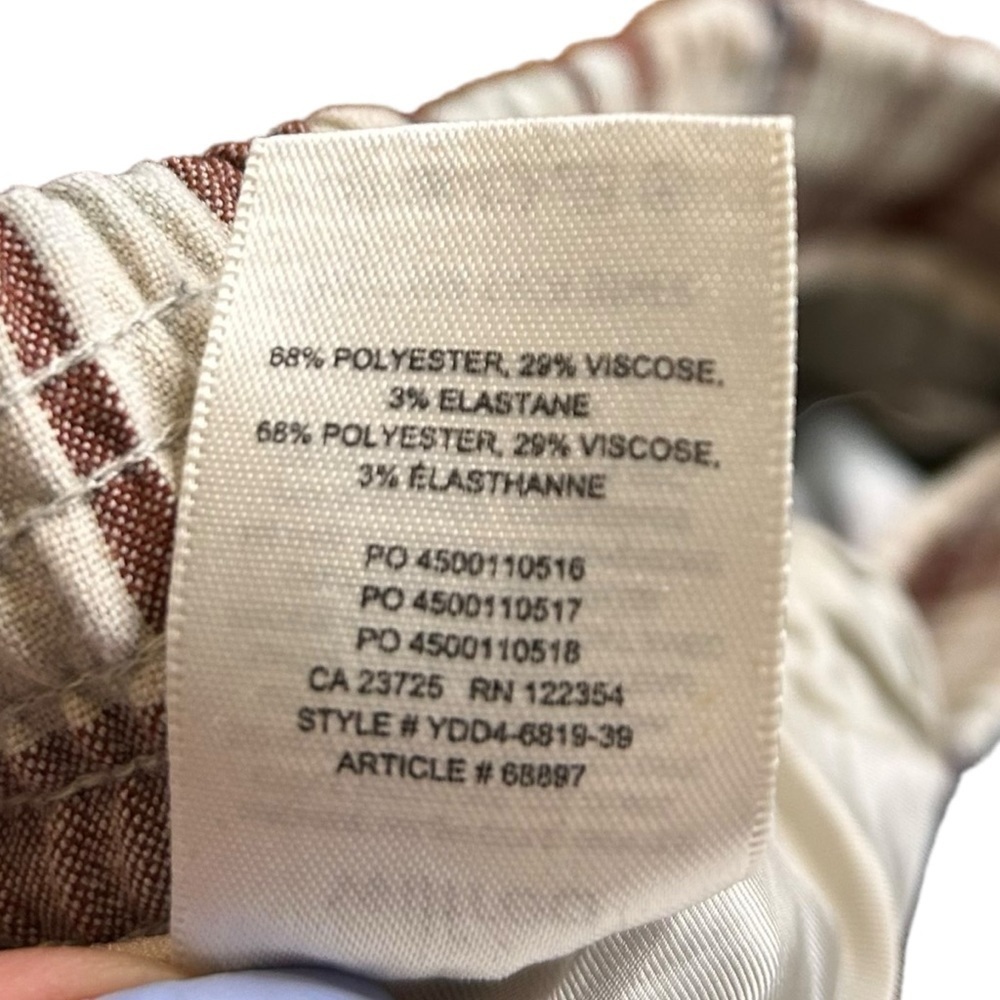 68% POLYESTER, 29% VISCOSE,
3% ELASTANE
68% POLYESTER, 29% VISCOSE,
3% ÉLASTHANNE
PO 4500110516
PO 4500110517
PO 4500110518
CA 23725 RN 122354
STYLE # YDD4-6819-39
ARTICLE # 68897